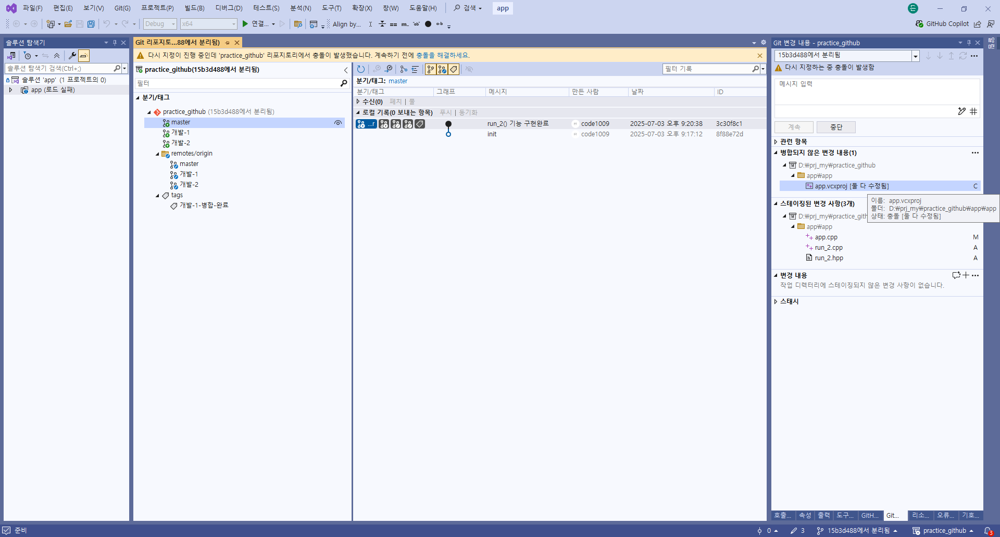 파일(F) 편집(E) 보기(V) Git(G) 프로젝트(P) 빌드(B) 디버그(D) 테스트(S) 분석(N) 도구(T) 확장(X) 창(W) 도움말(H) 검색 app
Debug x64 연결... Align by... GitHub Copilot
솔루션 탐색기
솔루션 탐색기 검색(Ctrl+;)
솔루션 'app' (1 프로젝트의 0)
app (로드 실패)
Git 리포지토...88에서 분리됨)
다시 지정이 진행 중인데 'practice_github' 리포지토리에서 충돌이 발생했습니다. 계속하기 전에 충돌을 해결하세요.
practice_github(15b3d488에서 분리됨)
필터
분기/태그
practice_github (15b3d488에서 분리됨)
master
개발-1
개발-2
remotes/origin
master
개발-1
개발-2
tags
개발-1-병합-완료
필터 기록
분기/태그: master
분기/태그 그래프 메시지 만든 사람 날짜 ID
수신(0) 페치 | 풀
로컬 기록(0 보내는 항목) 푸시 | 동기화
...r run_2() 기능 구현완료 code1009 2025-07-03 오후 9:20:38 3c30f8c1
init code1009 2025-07-03 오후 9:17:12 8f88e72d
Git 변경 내용 - practice_github
15b3d488에서 분리됨
다시 지정하는 중 충돌이 발생함
메시지 입력
계속 중단
관련 항목
병합되지 않은 변경 내용(1)
D:₩prj_my₩practice_github
app₩app
app.vcxproj [둘 다 수정됨] C
이름: app.vcxproj
폴더: D:₩prj_my₩practice_github₩app₩app
상태: 충돌 [둘 다 수정됨]
스테이징된 변경 사항(3개)
D:₩prj_my₩practice_gith
app₩app
app.cpp M
run_2.cpp A
run_2.hpp A
변경 내용
작업 디렉터리에 스테이징되지 않은 변경 사항이 없습니다.
스태시
호출... 속성 출력 도구... GitH... Git... 리소... 오류... 기호...
준비 0 3 15b3d488에서 분리됨 practice_github 3